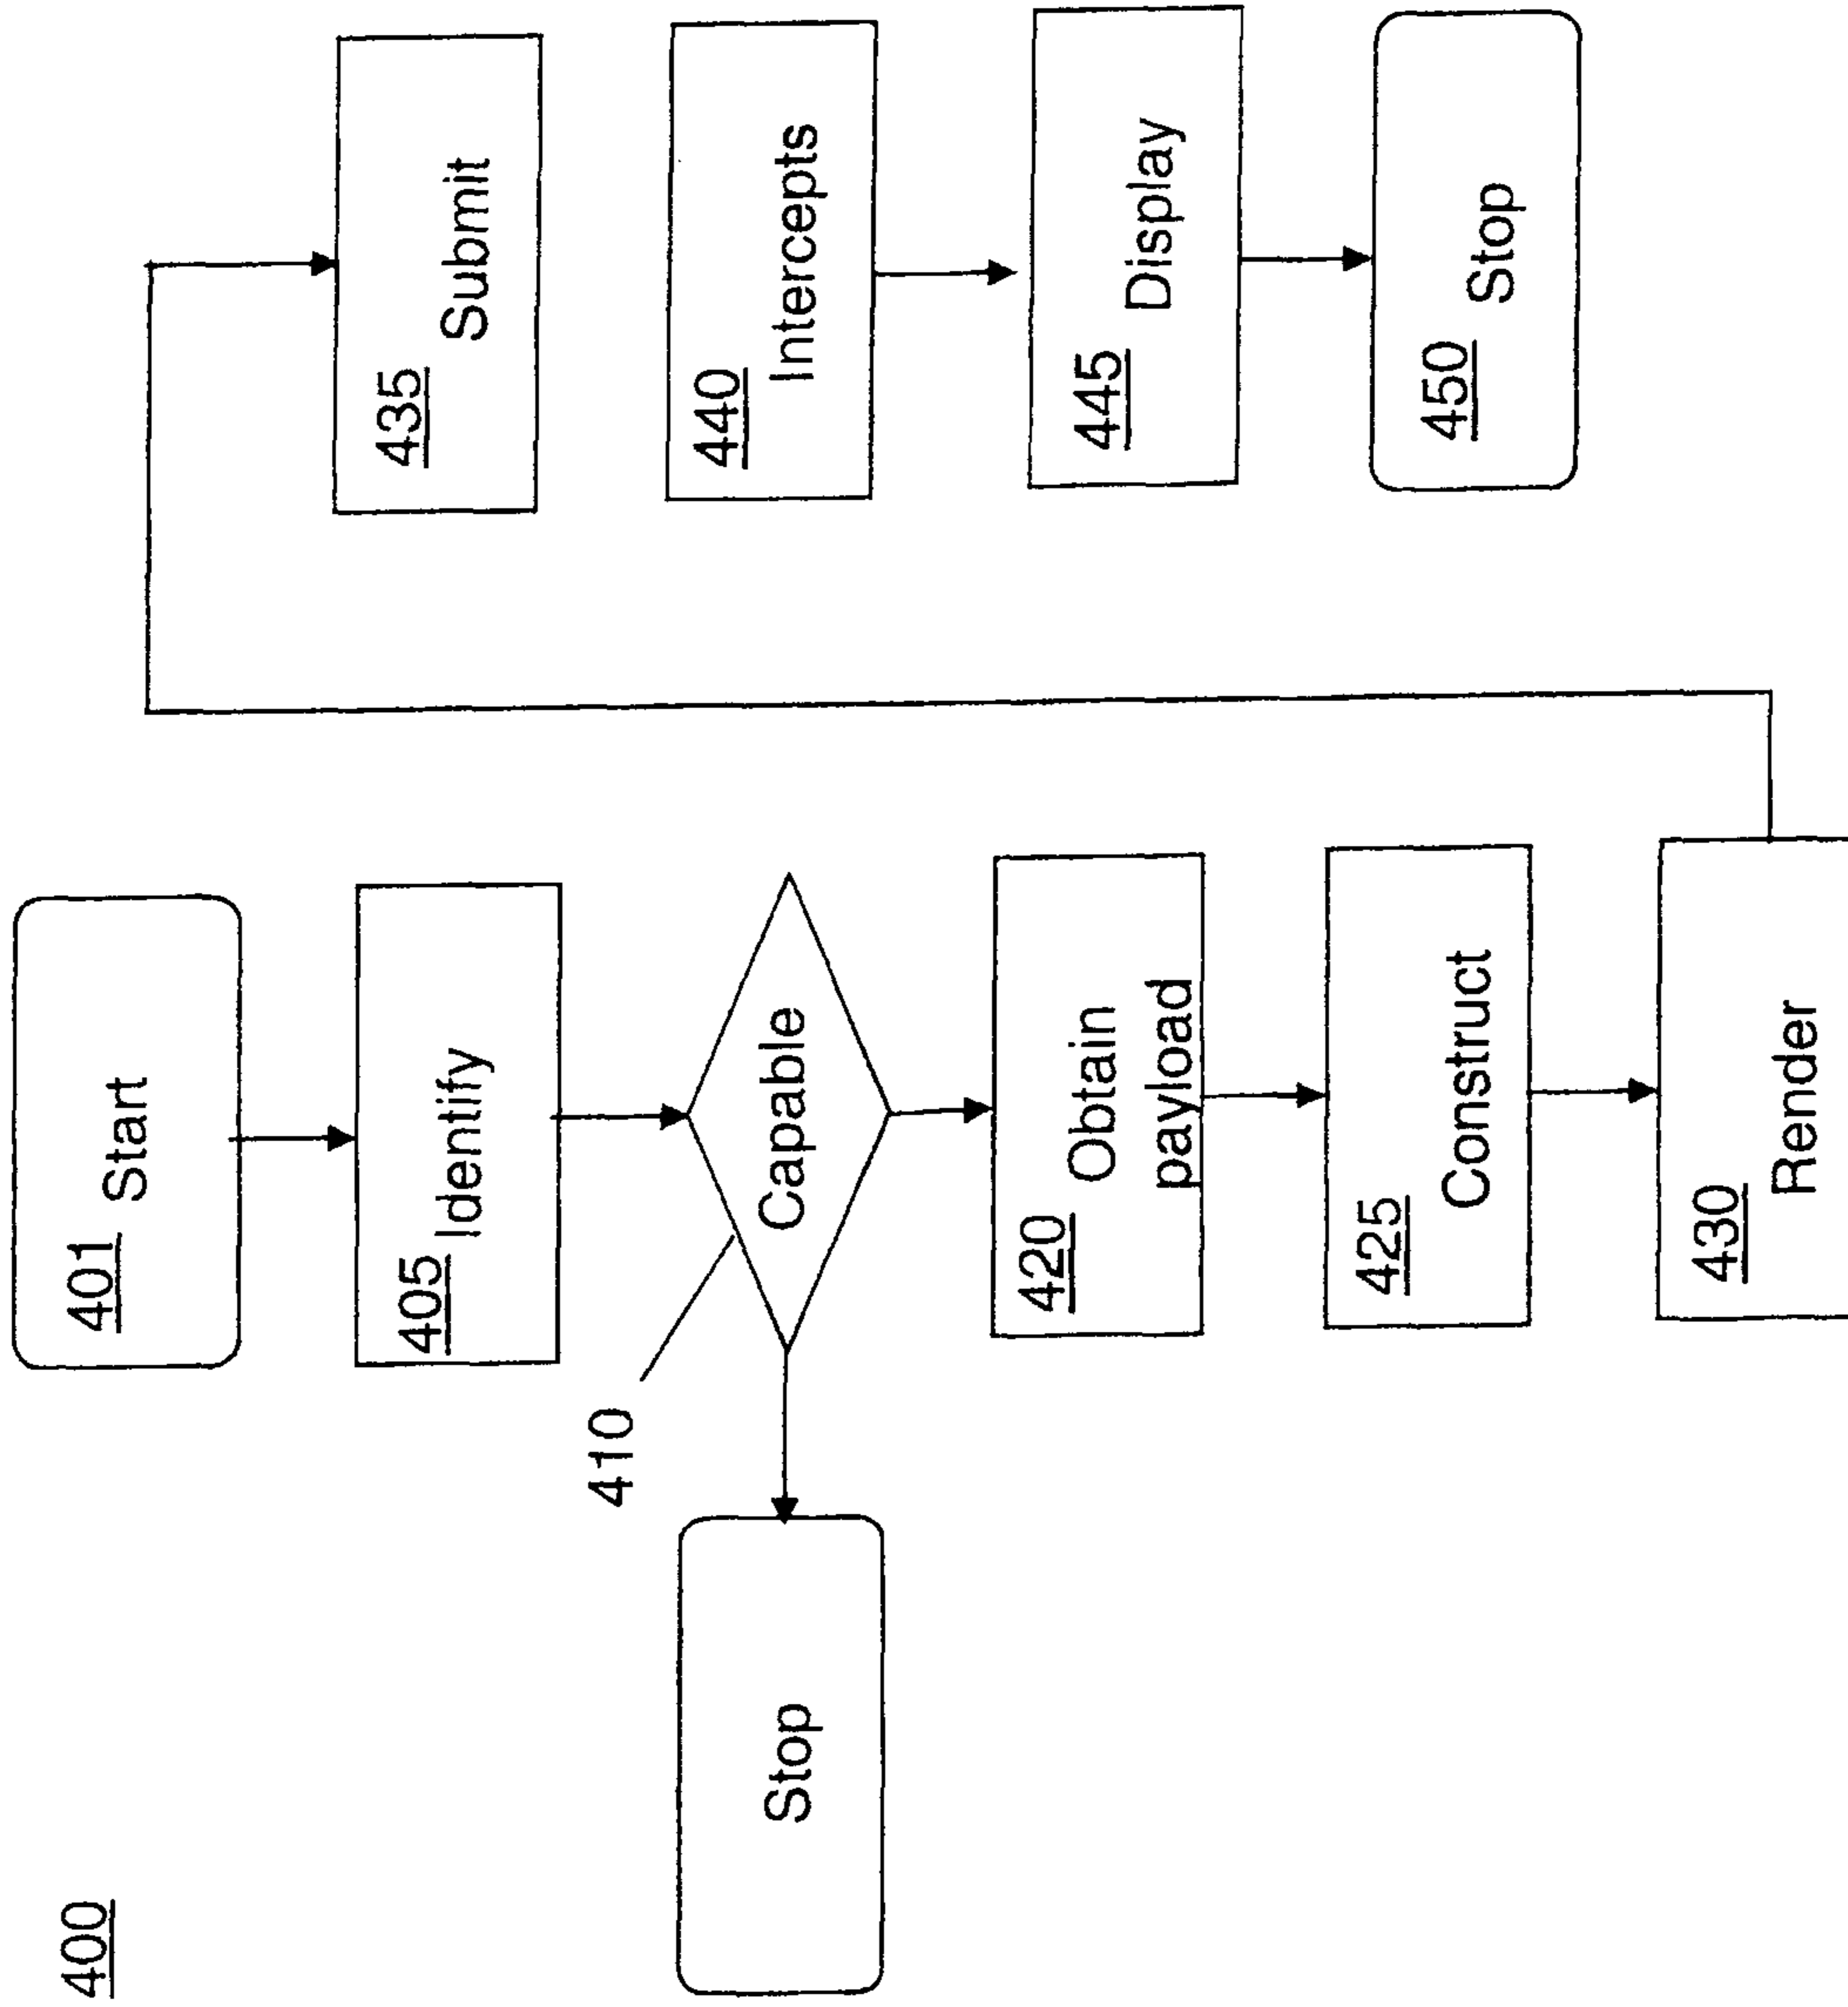 400
401 Start
405 Identify
410
Capable
Stop
420 Obtain
payload
425 Construct
430 Render
435 Submit
440 Intercepts
445 Display
450 Stop